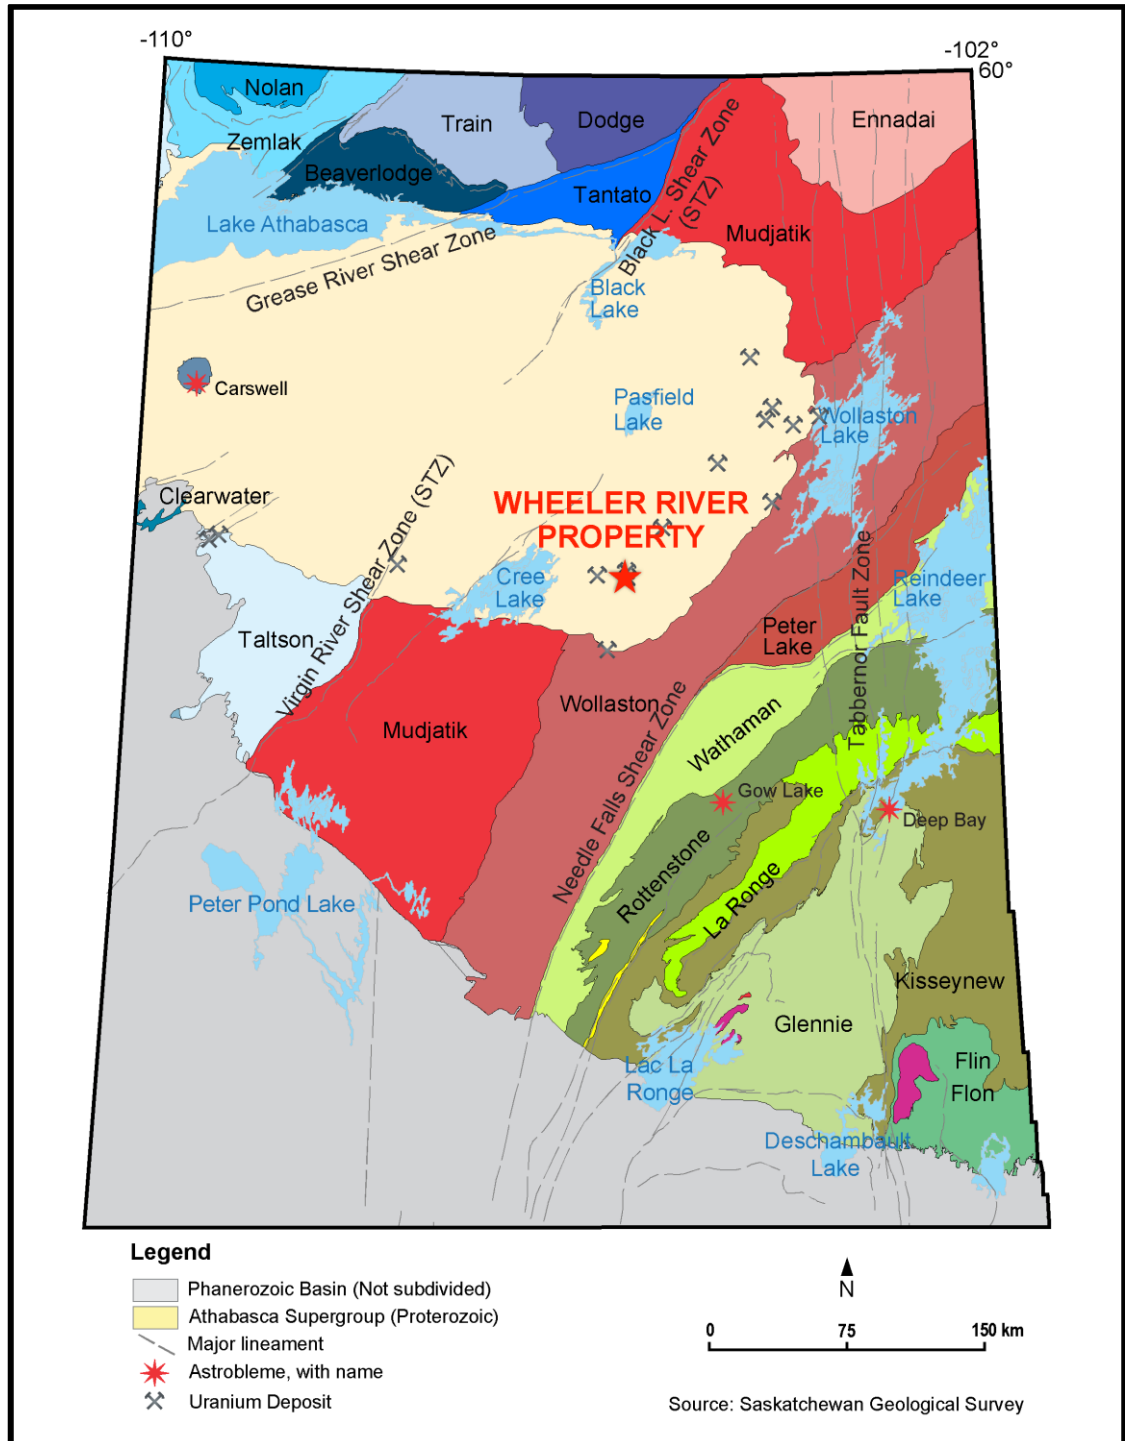 -110°
-102°
60°
Nolan
Train
Dodge
Ennadai
Zemlak
Beaverlodge
Tantato
Black L. Shear Zone
(STZ)
Lake Athabasca
Mudjatik
Grease River Shear Zone
Black
Lake
Carswell
Pasfield
Lake
Wollaston
Lake
Clearwater
WHEELER RIVER
PROPERTY
Virgin River Shear Zone (STZ)
Cree
Lake
Reindeer
Lake
Taltson
Peter
Lake
Tabbernor Fault Zone
Wollaston
Mudjatik
Needle Falls Shear Zone
Wathaman
Gow Lake
Deep Bay
Rottenstone
La Ronge
Peter Pond Lake
Kisseynew
Glennie
Flin
Flon
Lac La
Ronge
Deschambault
Lake
Legend
Phanerozoic Basin (Not subdivided)
Athabasca Supergroup (Proterozoic)
Major lineament
Astrobleme, with name
Uranium Deposit
N
0 75 150 km
Source: Saskatchewan Geological Survey